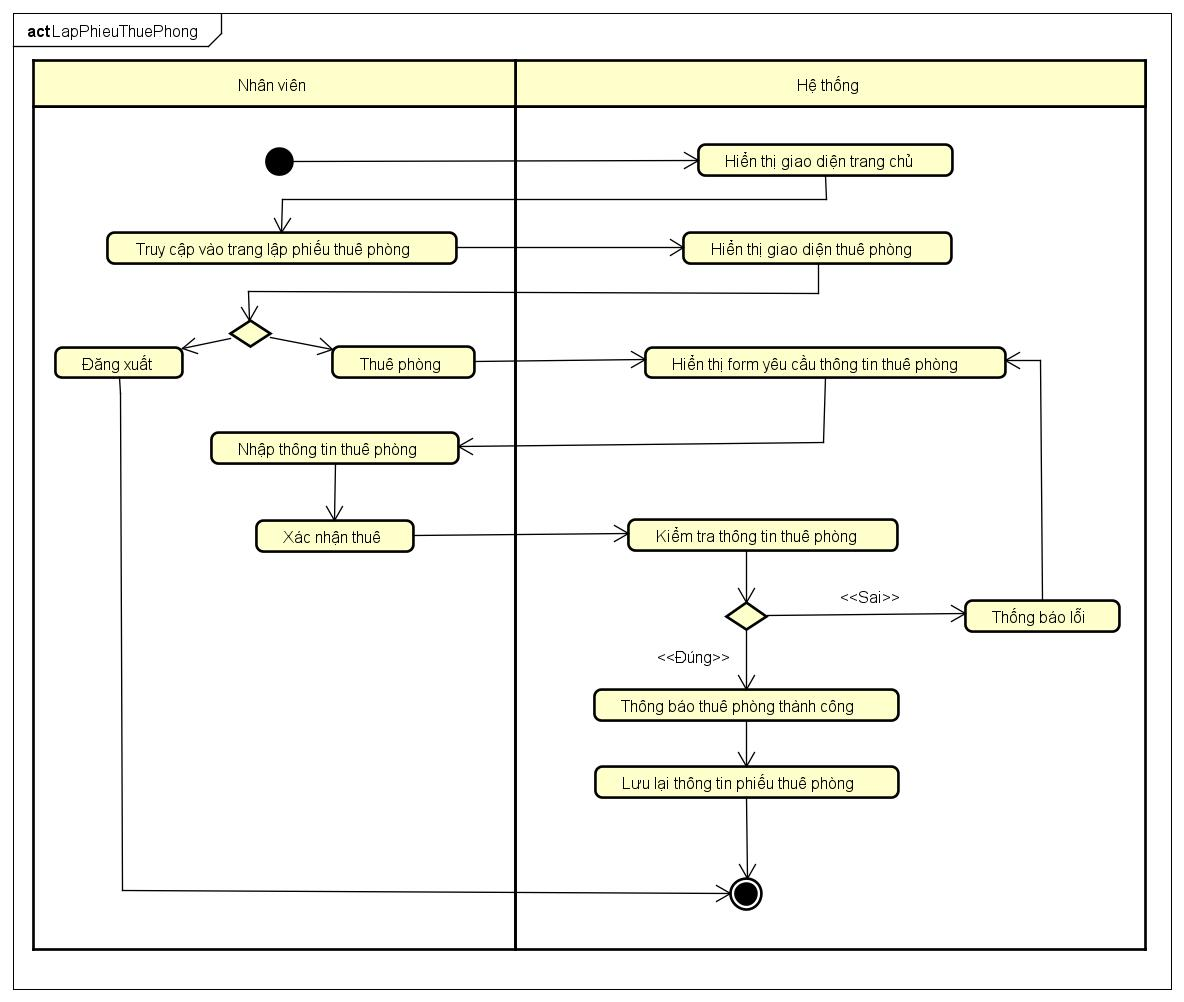 act LapPhieuThuePhong
Nhân viên
Hệ thống
Hiển thị giao diện trang chủ
Truy cập vào trang lập phiếu thuê phòng
Hiển thị giao diện thuê phòng
Đăng xuất
Thuê phòng
Hiển thị form yêu cầu thông tin thuê phòng
Nhập thông tin thuê phòng
Xác nhận thuê
Kiểm tra thông tin thuê phòng
<<Sai>>
Thống báo lỗi
<<Đúng>>
Thông báo thuê phòng thành công
Lưu lại thông tin phiếu thuê phòng